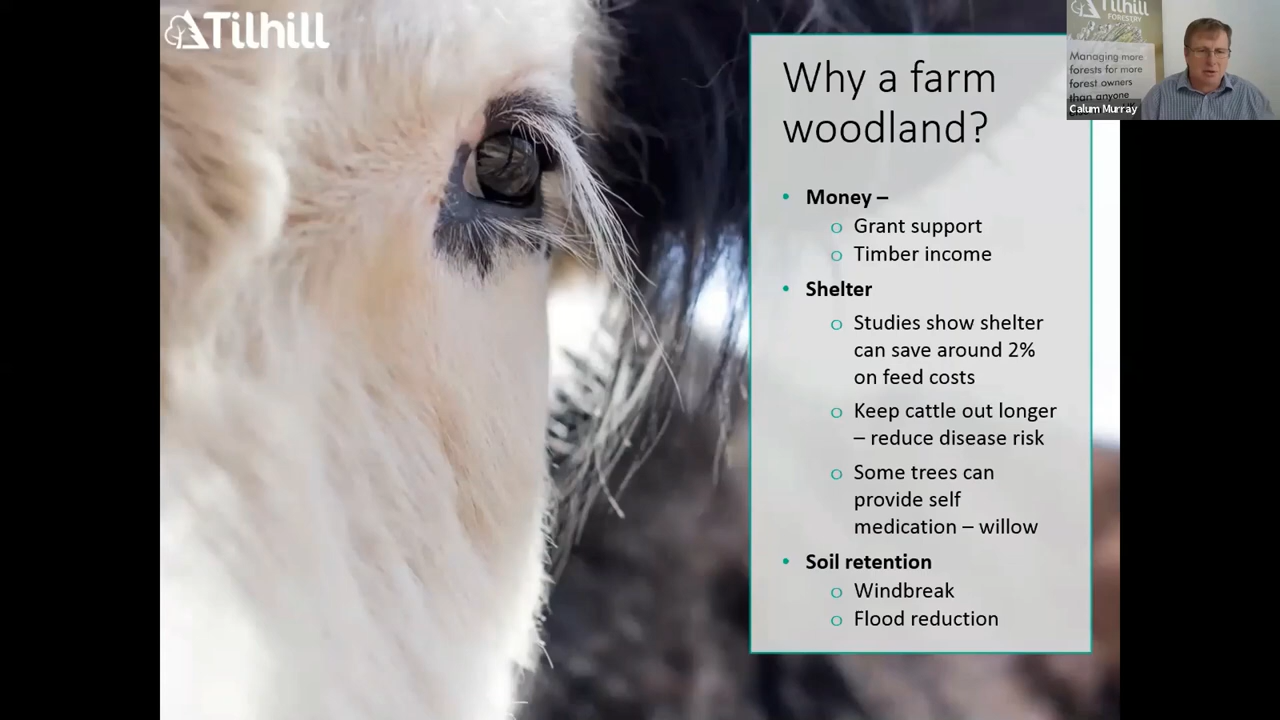 Tilhill
Why a farm
woodland?
• Money –
o Grant support
o Timber income
• Shelter
o Studies show shelter
can save around 2%
on feed costs
o Keep cattle out longer
– reduce disease risk
o Some trees can
provide self
medication – willow
• Soil retention
o Windbreak
o Flood reduction
Tilhill
FORESTRY
Managing more
forests for more
forest owners
than anyone
Calum Murray